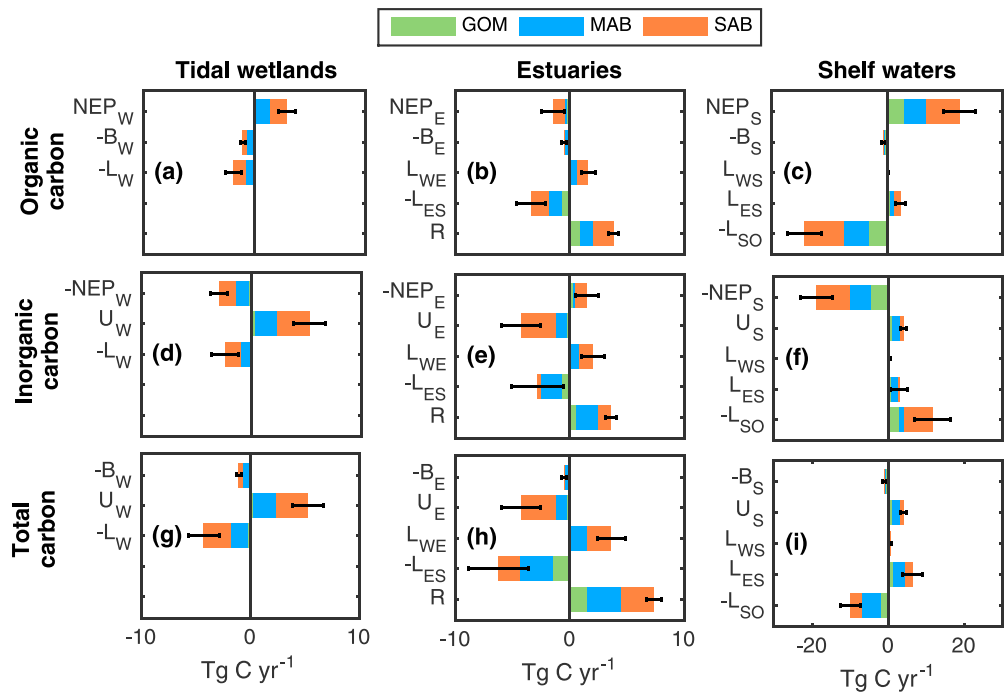 GOM MAB SAB
Tidal wetlands Estuaries Shelf waters
Organic carbon
NEP_W
-B_W
-L_W
(a)
NEP_E
-B_E
L_WE
-L_ES
R
(b)
NEP_S
-B_S
L_WS
L_ES
-L_SO
(c)
Inorganic carbon
-NEP_W
U_W
-L_W
(d)
-NEP_E
U_E
L_WE
-L_ES
R
(e)
-NEP_S
U_S
L_WS
L_ES
-L_SO
(f)
Total carbon
-B_W
U_W
-L_W
(g)
-10 0 10
Tg C yr⁻¹
-B_E
U_E
L_WE
-L_ES
R
(h)
-10 0 10
Tg C yr⁻¹
-B_S
U_S
L_WS
L_ES
-L_SO
(i)
-20 0 20
Tg C yr⁻¹